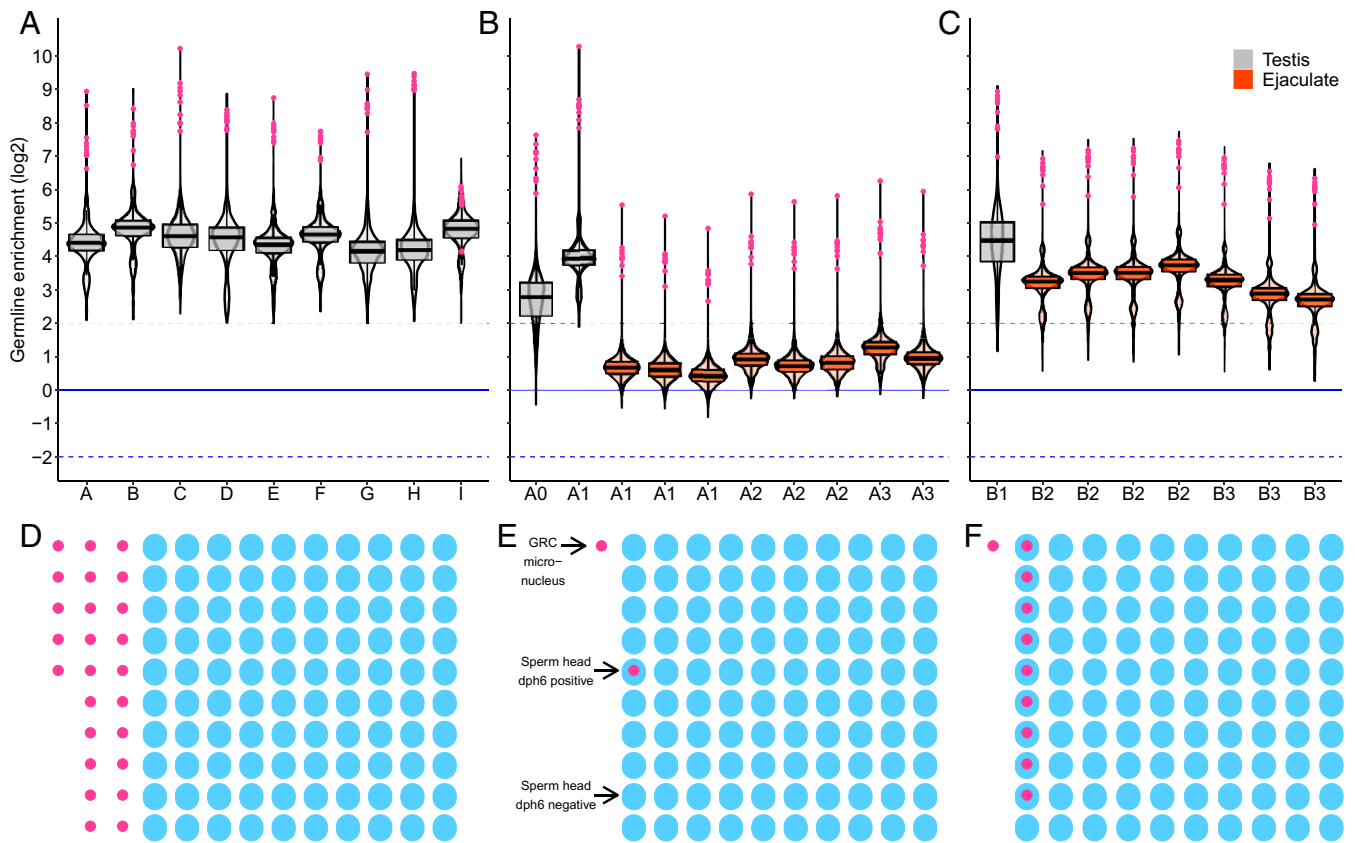 A
B
C
Germline enrichment (log2)
10
9
8
7
6
5
4
3
2
1
0
−1
−2
Testis
Ejaculate
A B C D E F G H I
A0 A1 A1 A1 A1 A2 A2 A2 A3 A3
B1 B2 B2 B2 B2 B3 B3 B3
D
E
F
GRC
micro−
nucleus
Sperm head
dph6 positive
Sperm head
dph6 negative